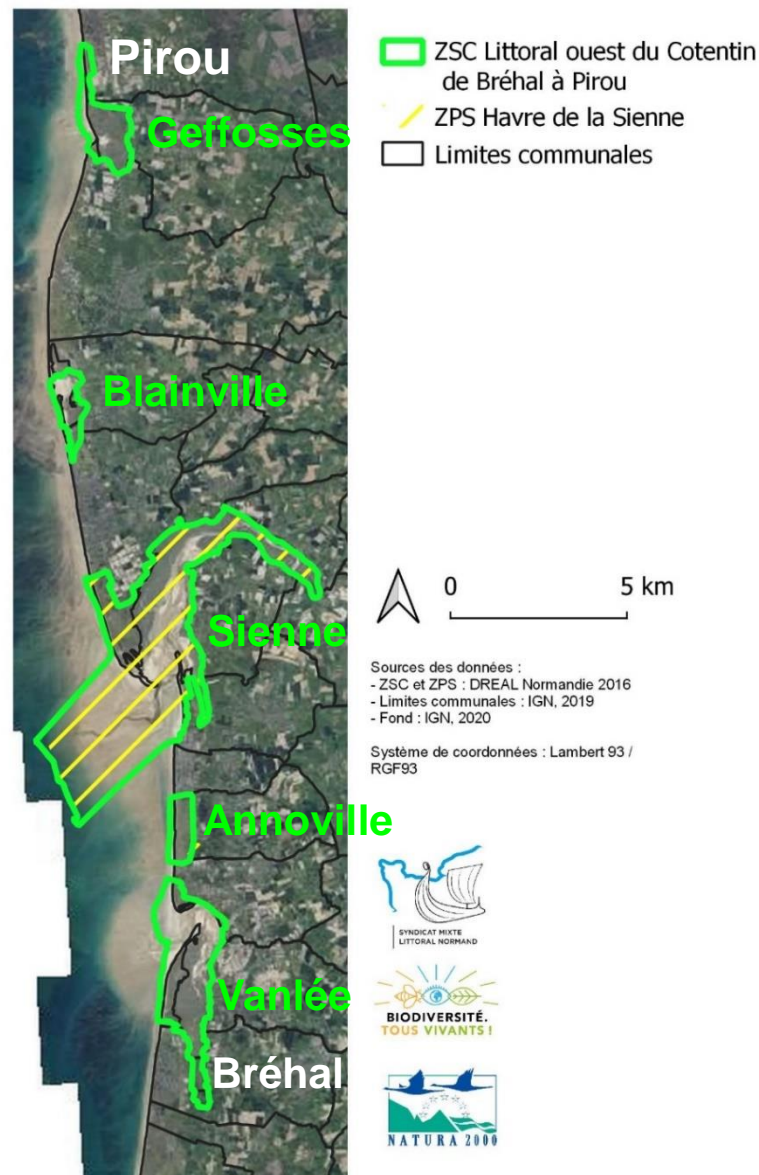 Pirou
Geffosses
Blainville
Sienne
Annoville
Vanlée
Bréhal
ZSC Littoral ouest du Cotentin
de Bréhal à Pirou
ZPS Havre de la Sienne
Limites communales
0 5 km
Sources des données :
- ZSC et ZPS : DREAL Normandie 2016
- Limites communales : IGN, 2019
- Fond : IGN, 2020
Système de coordonnées : Lambert 93 /
RGF93
SYNDICAT MIXTE
LITTORAL NORMAND
BIODIVERSITÉ.
TOUS VIVANTS !
NATURA 2000